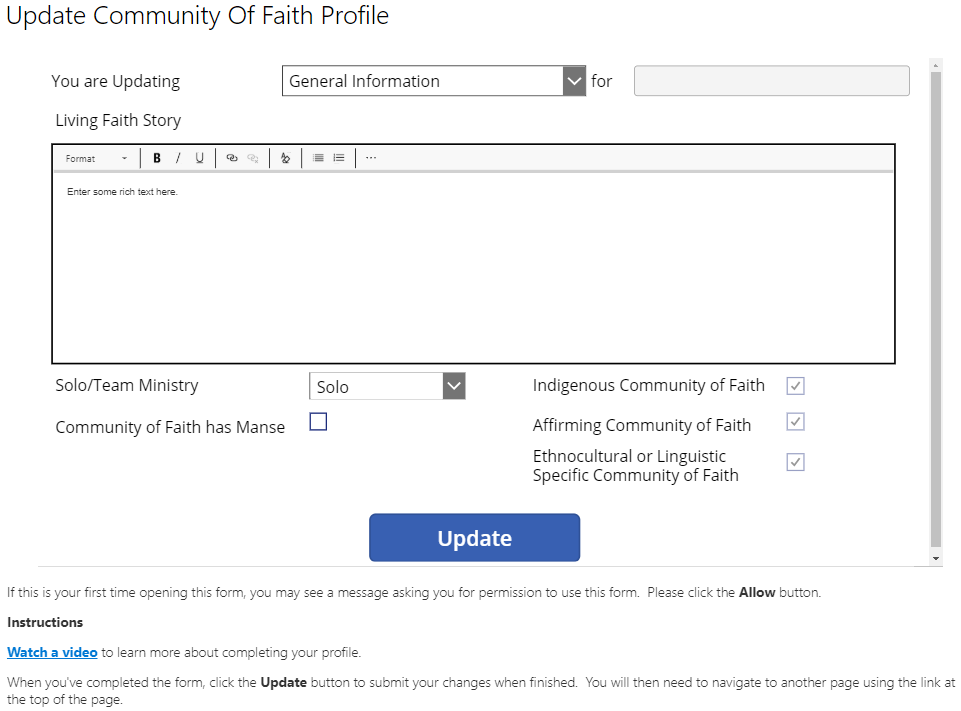 Update Community Of Faith Profile
You are Updating General Information for
Living Faith Story
Format B I U ...
Enter some rich text here.
Solo/Team Ministry Solo Indigenous Community of Faith
Community of Faith has Manse Affirming Community of Faith
Ethnocultural or Linguistic
Specific Community of Faith
Update
If this is your first time opening this form, you may see a message asking you for permission to use this form.  Please click the Allow button.
Instructions
Watch a video to learn more about completing your profile.
When you've completed the form, click the Update button to submit your changes when finished.  You will then need to navigate to another page using the link at
the top of the page.